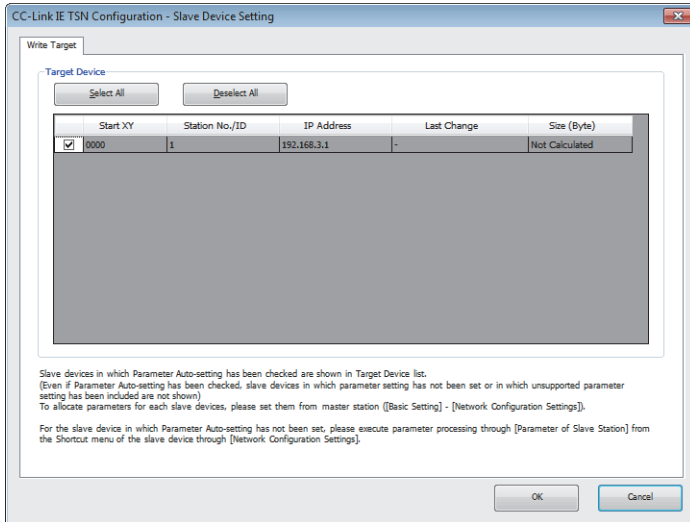 CC-Link IE TSN Configuration - Slave Device Setting
Write Target
Target Device
Select All Deselect All
Start XY Station No./ID IP Address Last Change Size (Byte)
0000 1 192.168.3.1 - Not Calculated
Slave devices in which Parameter Auto-setting has been checked are shown in Target Device list.
(Even if Parameter Auto-setting has been checked, slave devices in which parameter setting has not been set or in which unsupported parameter
setting has been included are not shown)
To allocate parameters for each slave devices, please set them from master station ([Basic Setting] - [Network Configuration Settings]).
For the slave device in which Parameter Auto-setting has not been set, please execute parameter processing through [Parameter of Slave Station] from
the Shortcut menu of the slave device through [Network Configuration Settings].
OK Cancel